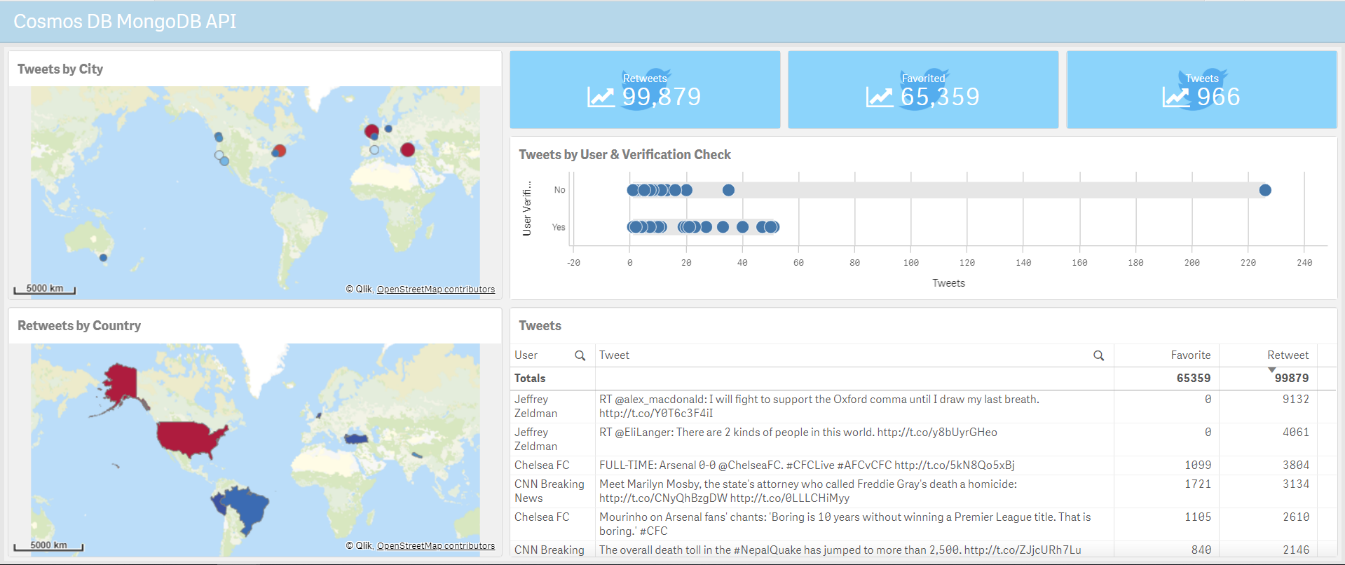 Cosmos DB MongoDB API
Tweets by City
5000 km
© Qlik, OpenStreetMap contributors
Retweets
99,879
Favorited
65,359
Tweets
966
Tweets by User & Verification Check
User Verifi...
No
Yes
-20 0 20 40 60 80 100 120 140 160 180 200 220 240
Tweets
Retweets by Country
5000 km
© Qlik, OpenStreetMap contributors
Tweets
User Tweet Favorite Retweet
Totals 65359 99879
Jeffrey RT @alex_macdonald: I will fight to support the Oxford comma until I draw my last breath. 0 9132
Zeldman http://t.co/Y0T6c3F4iI
Jeffrey RT @EliLanger: There are 2 kinds of people in this world. http://t.co/y8bUyrGHeo 0 4061
Zeldman
Chelsea FC FULL-TIME: Arsenal 0-0 @ChelseaFC. #CFCLive #AFCvCFC http://t.co/5kN8Qo5xBj 1099 3804
CNN Breaking Meet Marilyn Mosby, the state's attorney who called Freddie Gray's death a homicide: 1721 3134
News http://t.co/CNyQhBzgDW http://t.co/0LLLCHiMyy
Chelsea FC Mourinho on Arsenal fans' chants: 'Boring is 10 years without winning a Premier League title. That is 1105 2610
boring.' #CFC
CNN Breaking The overall death toll in the #NepalQuake has jumped to more than 2,500. http://t.co/ZJjcURh7Lu 840 2146